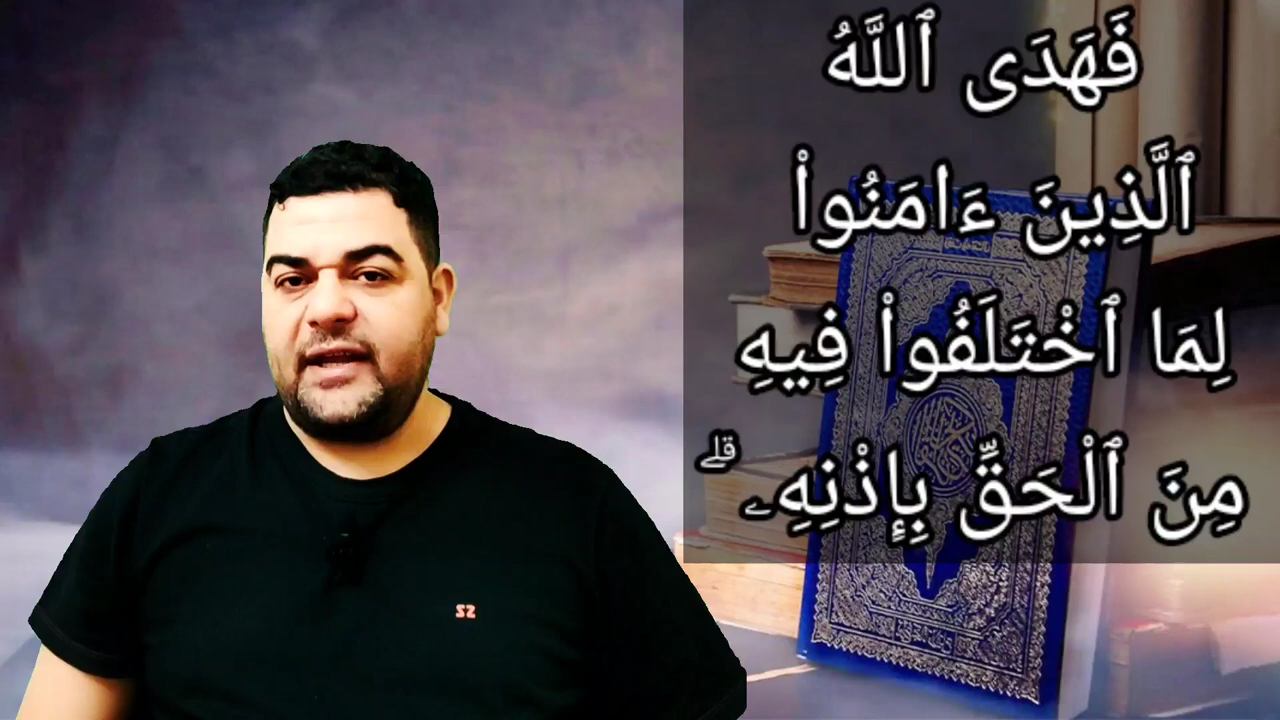 فَهَدَى ٱللَّهُ
ٱلَّذِينَ ءَامَنُوا۟
لِمَا ٱخْتَلَفُوا۟ فِيهِ
مِنَ ٱلْحَقِّ بِإِذْنِهِۦ ۗ